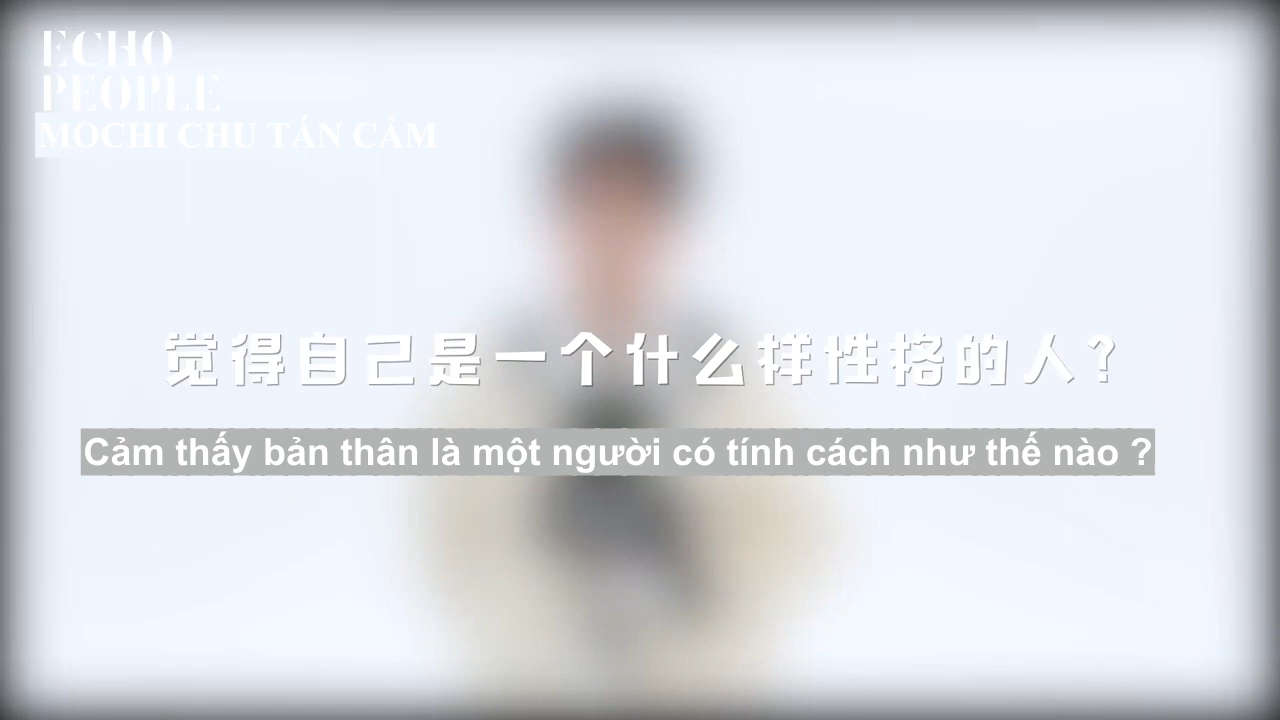 ECHO
PEOPLE
MOCHI CHU TẤN CẦM
觉得自己是一个什么样性格的人?
Cảm thấy bản thân là một người có tính cách như thế nào ?